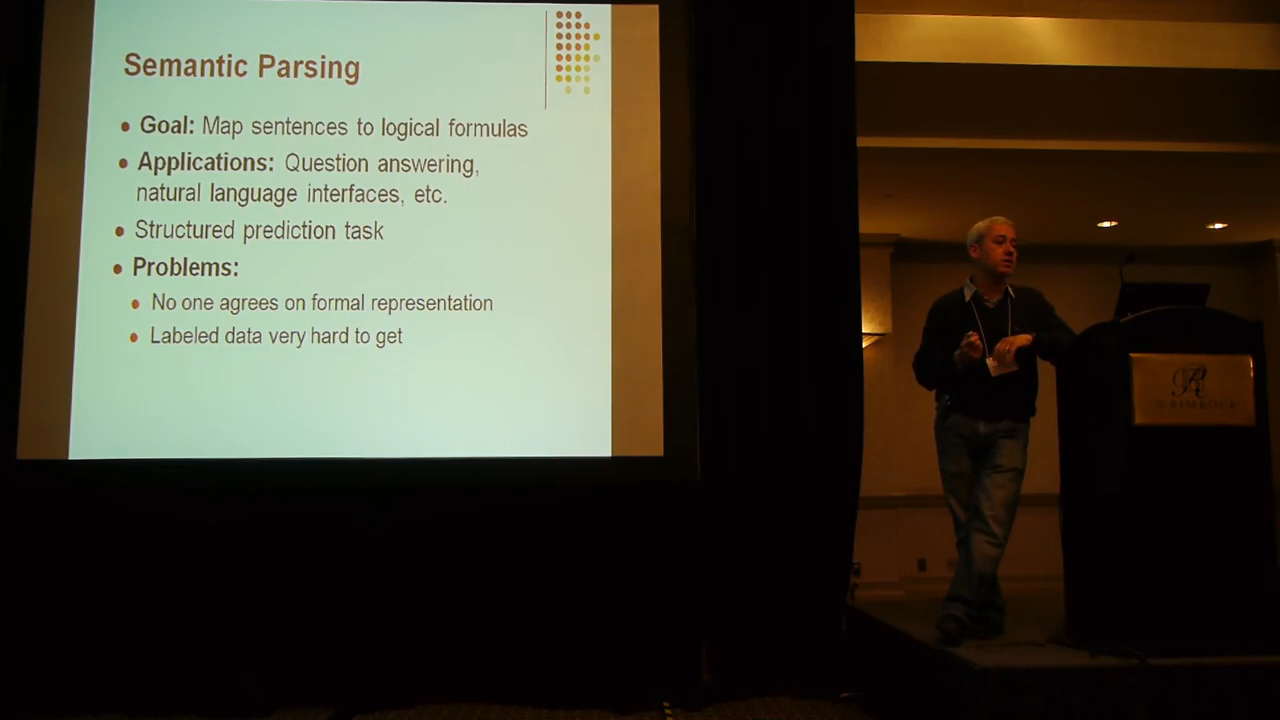 Semantic Parsing
• Goal: Map sentences to logical formulas
• Applications: Question answering,
natural language interfaces, etc.
• Structured prediction task
• Problems:
• No one agrees on formal representation
• Labeled data very hard to get
R
RIMROCK